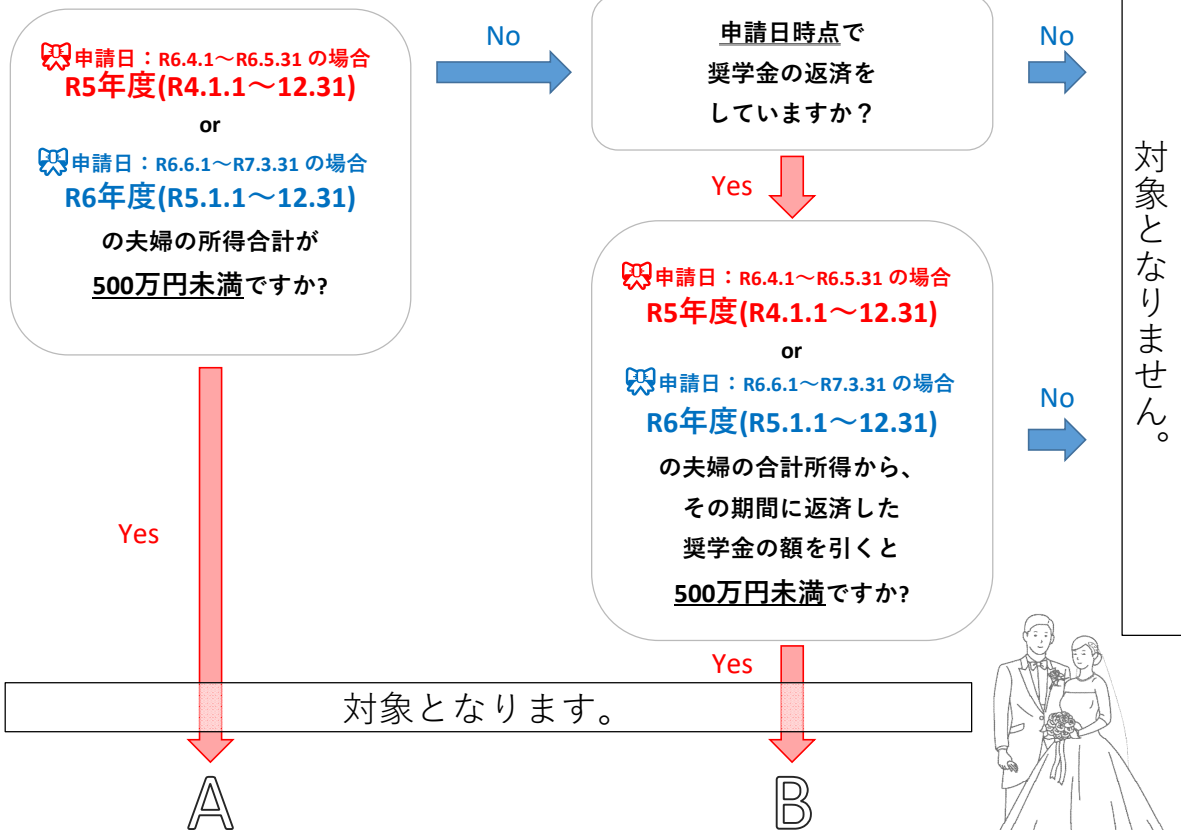 申請日：R6.4.1～R6.5.31 の場合
R5年度(R4.1.1～12.31)
or
申請日：R6.6.1～R7.3.31 の場合
R6年度(R5.1.1～12.31)
の夫婦の所得合計が
500万円未満ですか?
No
申請日時点で
奨学金の返済を
していますか？
No
Yes
申請日：R6.4.1～R6.5.31 の場合
R5年度(R4.1.1～12.31)
or
申請日：R6.6.1～R7.3.31 の場合
R6年度(R5.1.1～12.31)
の夫婦の合計所得から、
その期間に返済した
奨学金の額を引くと
500万円未満ですか?
No
対象となりません。
Yes
Yes
対象となります。
A
B